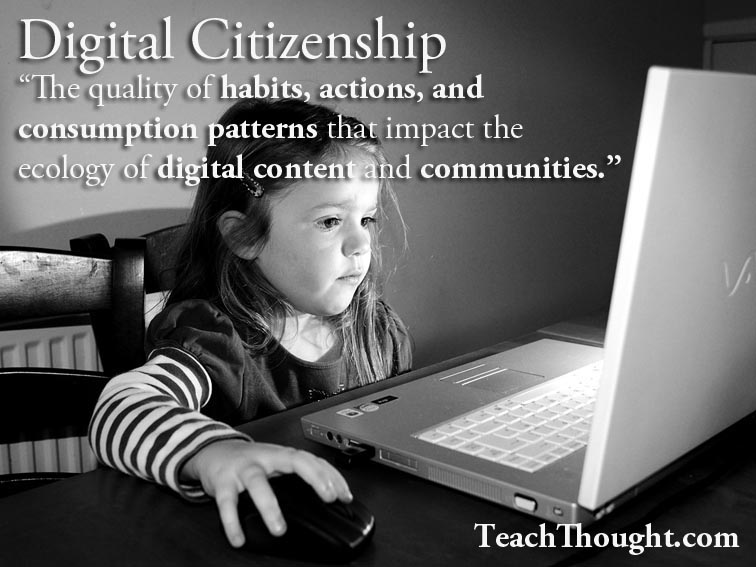 Digital Citizenship
“The quality of habits, actions, and
consumption patterns that impact the
ecology of digital content and communities.”
TeachThought.com